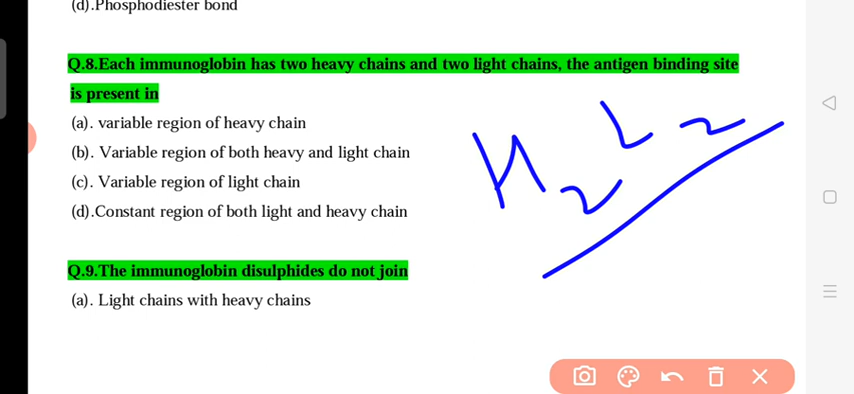 (d).Phosphodiester bond
Q.8.Each immunoglobin has two heavy chains and two light chains, the antigen binding site
is present in
(a). variable region of heavy chain
(b). Variable region of both heavy and light chain
(c). Variable region of light chain
(d).Constant region of both light and heavy chain
H2 L2
Q.9.The immunoglobin disulphides do not join
(a). Light chains with heavy chains